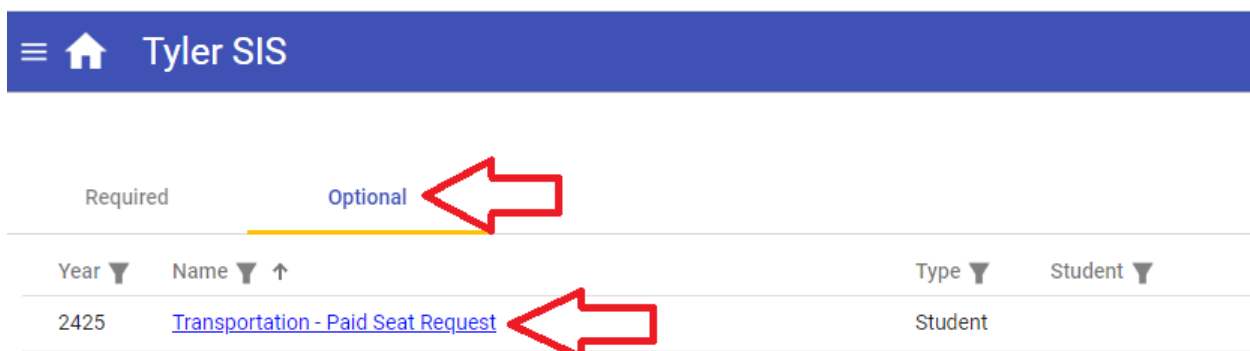 Tyler SIS
Required Optional
Year Name Type Student
2425 Transportation - Paid Seat Request Student